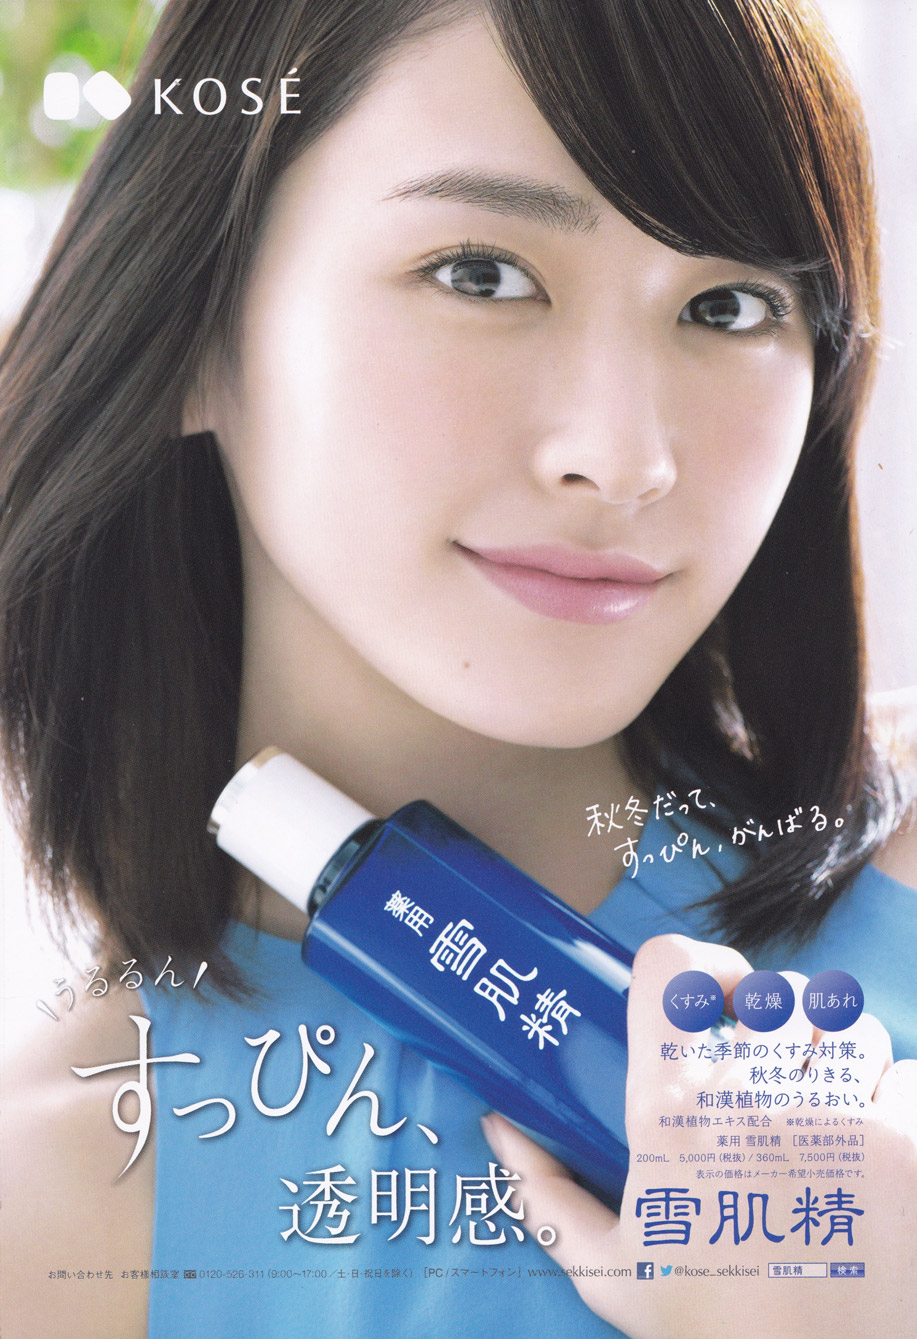 KOSÉ
秋冬だって、
すっぴん、がんばる。
薬用
雪肌精
うるるん!
すっぴん、
透明感。
くすみ※ 乾燥 肌あれ
乾いた季節のくすみ対策。
秋冬のりきる、
和漢植物のうるおい。
和漢植物エキス配合 ※乾燥によるくすみ
薬用 雪肌精 [医薬部外品]
200mL 5,000円(税抜)/360mL 7,500円(税抜)
表示の価格はメーカー希望小売価格です。
雪肌精
お問い合わせ先 お客様相談室 0120-526-311(9:00~17:00/土・日・祝日を除く) [PC/スマートフォン] www.sekkisei.com f @kose_sekkisei 雪肌精 検索